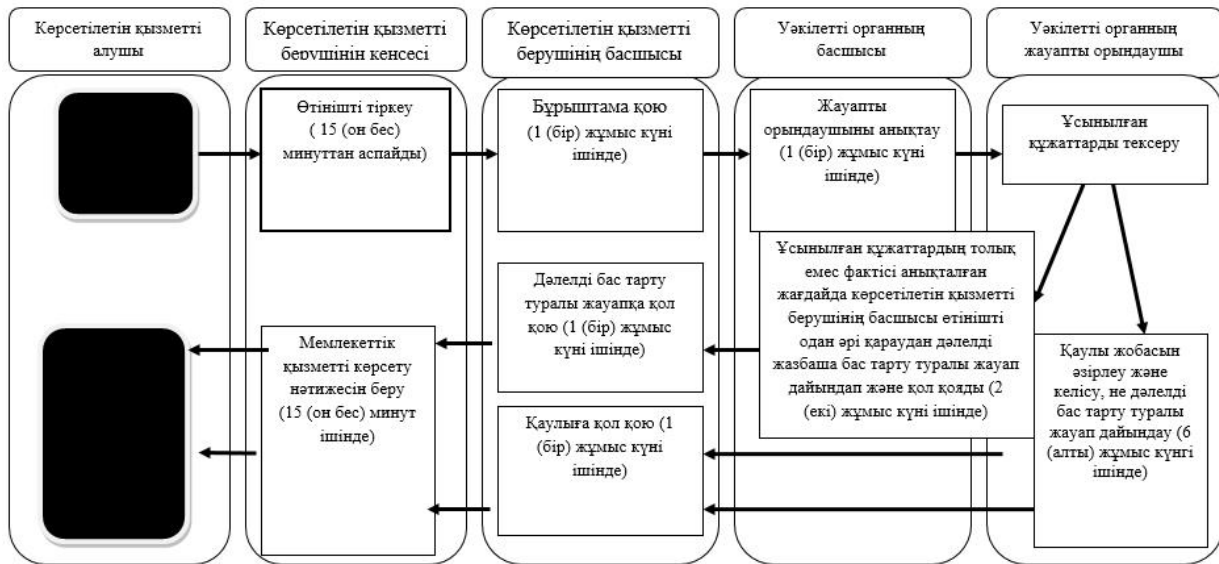 Көрсетілетін қызметті
алушы
Көрсетілетін қызметті
берушінің кеңсесі
Көрсетілетін қызметті
берушінің басшысы
Уәкілетті органның
басшысы
Уәкілетті органның
жауапты орындаушы
Өтінішті тіркеу
( 15 (он бес)
минуттан аспайды)
Бұрыштама қою
(1 (бір) жұмыс күні
ішінде)
Жауапты
орындаушыны анықтау
(1 (бір) жұмыс күні
ішінде)
Ұсынылған
құжаттарды тексеру
Дәлелді бас тарту
туралы жауапқа қол
қою (1 (бір) жұмыс
күні ішінде)
Ұсынылған құжаттардың толық
емес фактісі анықталған
жағдайда көрсетілетін қызметті
берушінің басшысы өтінішті
одан әрі қараудан дәлелді
жазбаша бас тарту туралы жауап
дайындап және қол қояды (2
(екі) жұмыс күні ішінде)
Мемлекеттік
қызметті көрсету
нәтижесін беру
(15 (он бес) минут
ішінде)
Қаулыға қол қою (1
(бір) жұмыс күні
ішінде)
Қаулы жобасын
әзірлеу және
келісу, не дәлелді
бас тарту туралы
жауап дайындау (6
(алты) жұмыс күнгі
ішінде)